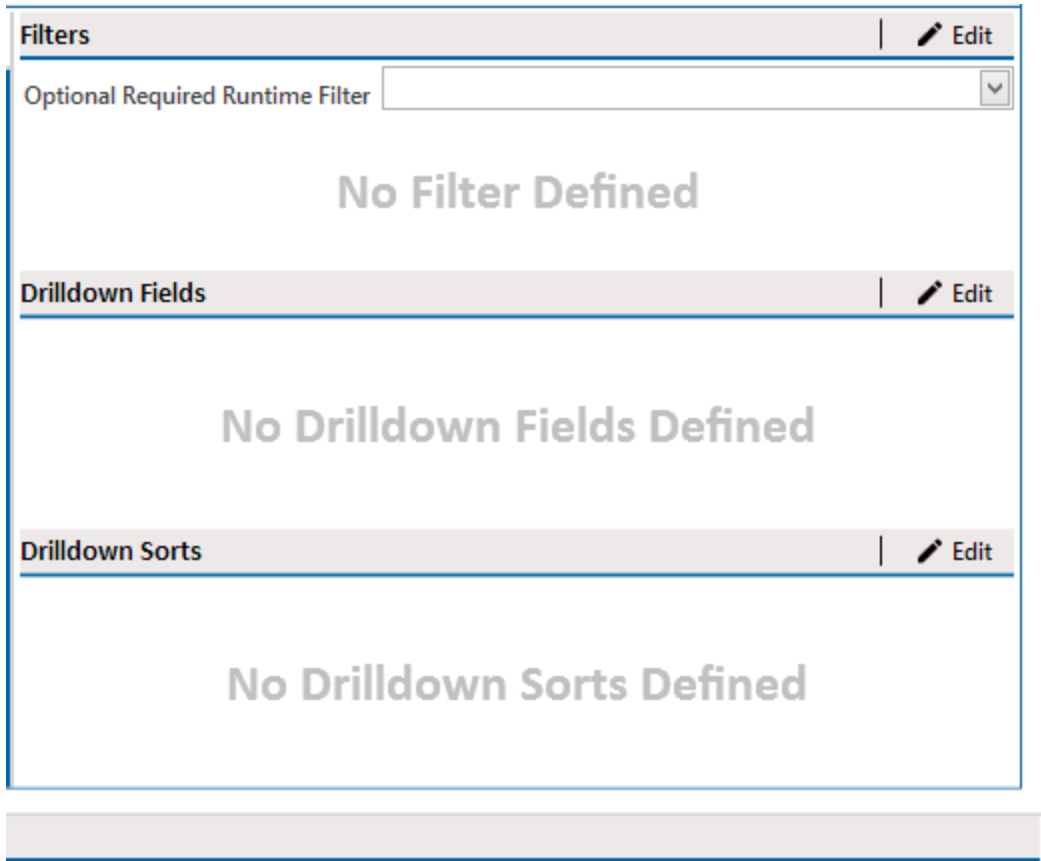 Filters | Edit
Optional Required Runtime Filter
No Filter Defined
Drilldown Fields | Edit
No Drilldown Fields Defined
Drilldown Sorts | Edit
No Drilldown Sorts Defined